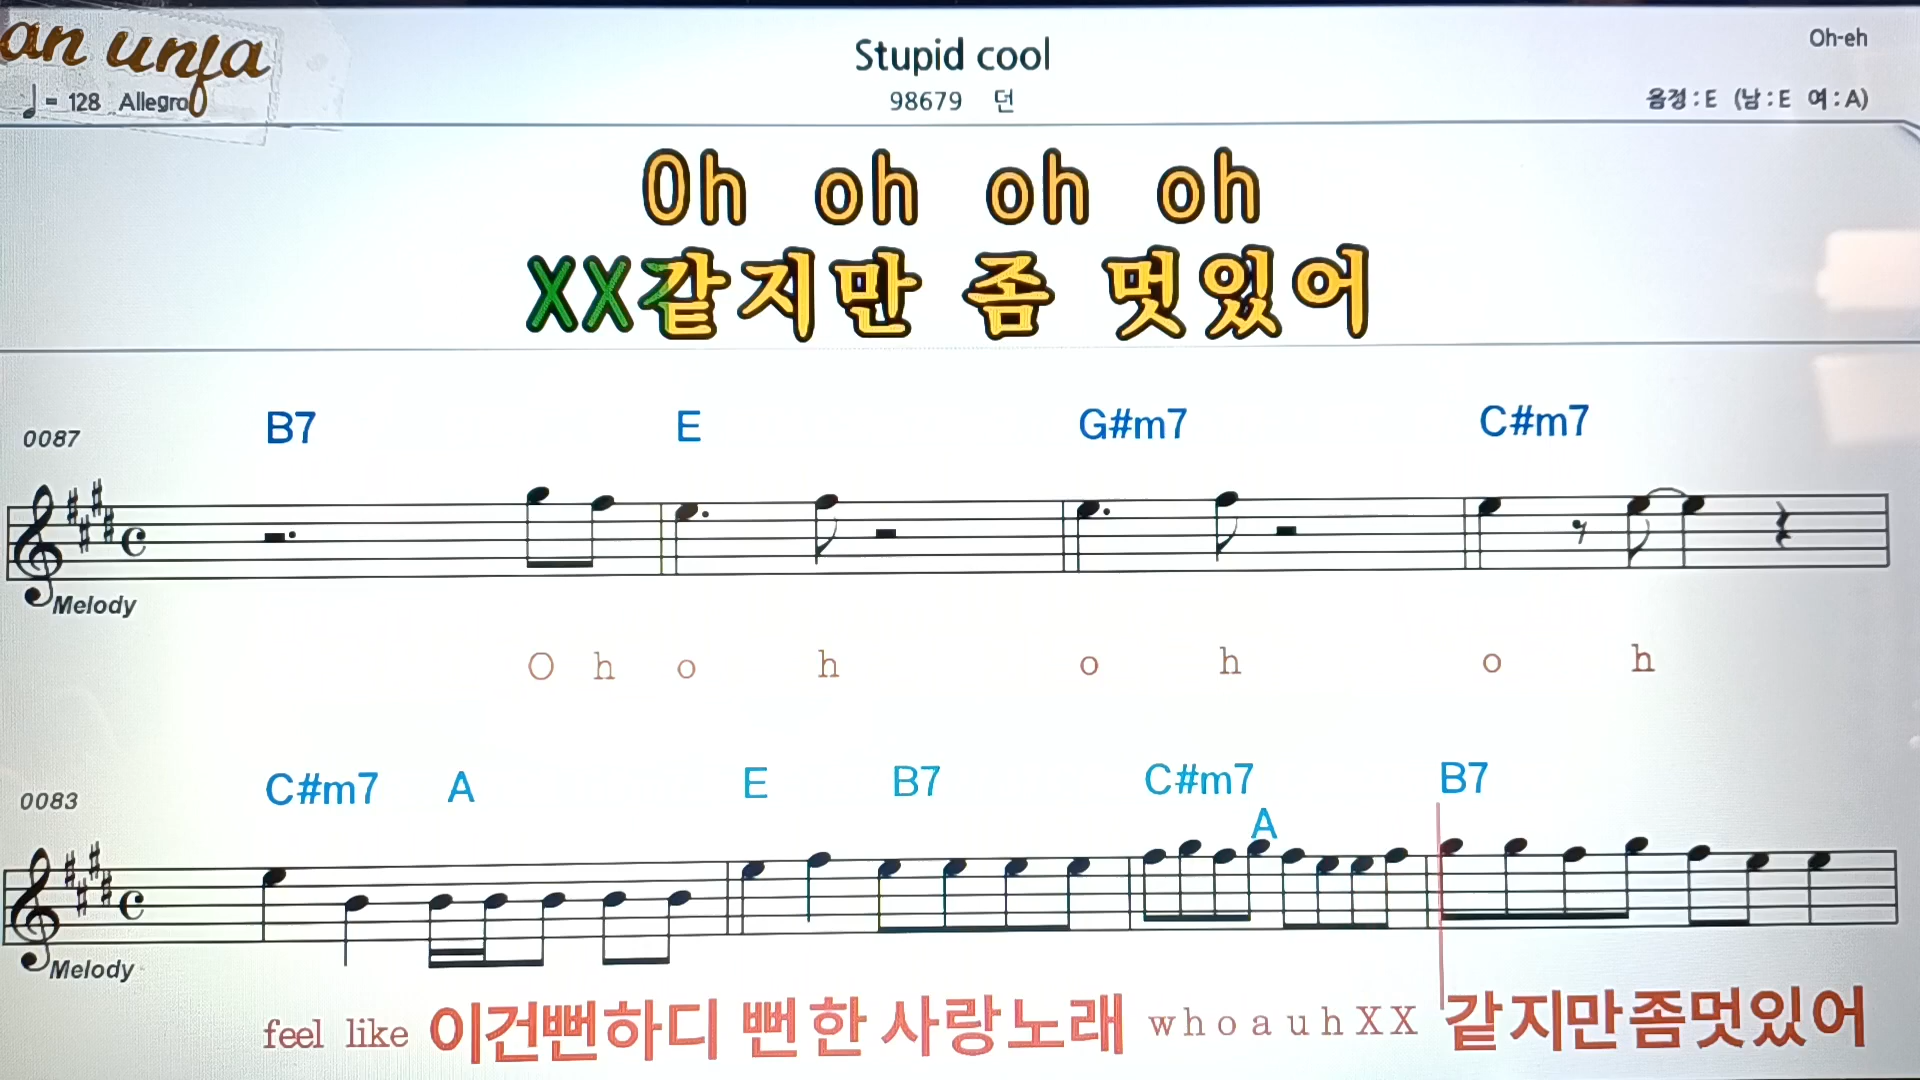 an unfa
Stupid cool
Oh-eh
♩= 128 Allegro
98679 던
음정:E (남:E 여:A)
Oh oh oh oh
XX같지만 좀 멋있어
B7 E G#m7 C#m7
0087
Melody
O h o h o h o h
C#m7 A E B7 C#m7 A B7
0083
Melody
feel like 이건뻔하디 뻔한 사랑노래 whoauhXX 같지만좀멋있어